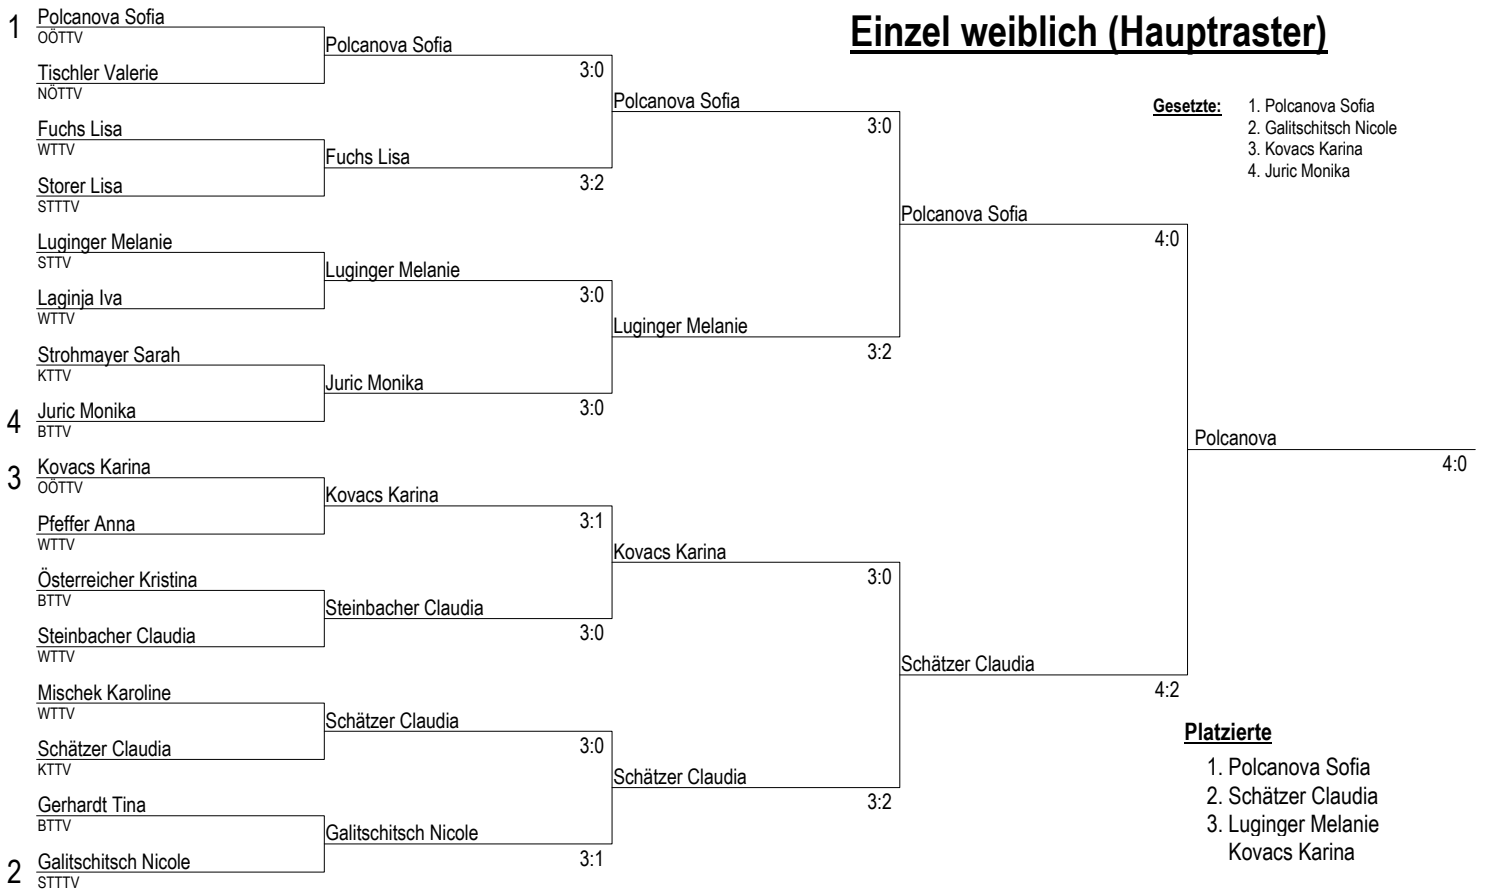 Einzel weiblich (Hauptraster)
Gesetzte: 1. Polcanova Sofia
2. Galitschitsch Nicole
3. Kovacs Karina
4. Juric Monika
1 Polcanova Sofia
OÖTTV
Tischler Valerie
NÖTTV
Fuchs Lisa
WTTV
Storer Lisa
STTTV
Luginger Melanie
STTV
Laginja Iva
WTTV
Strohmayer Sarah
KTTV
4 Juric Monika
BTTV
3 Kovacs Karina
OÖTTV
Pfeffer Anna
WTTV
Österreicher Kristina
BTTV
Steinbacher Claudia
WTTV
Mischek Karoline
WTTV
Schätzer Claudia
KTTV
Gerhardt Tina
BTTV
2 Galitschitsch Nicole
STTTV
Polcanova Sofia
3:0
Fuchs Lisa
3:2
Luginger Melanie
3:0
Juric Monika
3:0
Kovacs Karina
3:1
Steinbacher Claudia
3:0
Schätzer Claudia
3:0
Galitschitsch Nicole
3:1
Polcanova Sofia
3:0
Luginger Melanie
3:2
Kovacs Karina
3:0
Schätzer Claudia
3:2
Polcanova Sofia
4:0
Schätzer Claudia
4:2
Polcanova
4:0
Platzierte
1. Polcanova Sofia
2. Schätzer Claudia
3. Luginger Melanie
Kovacs Karina